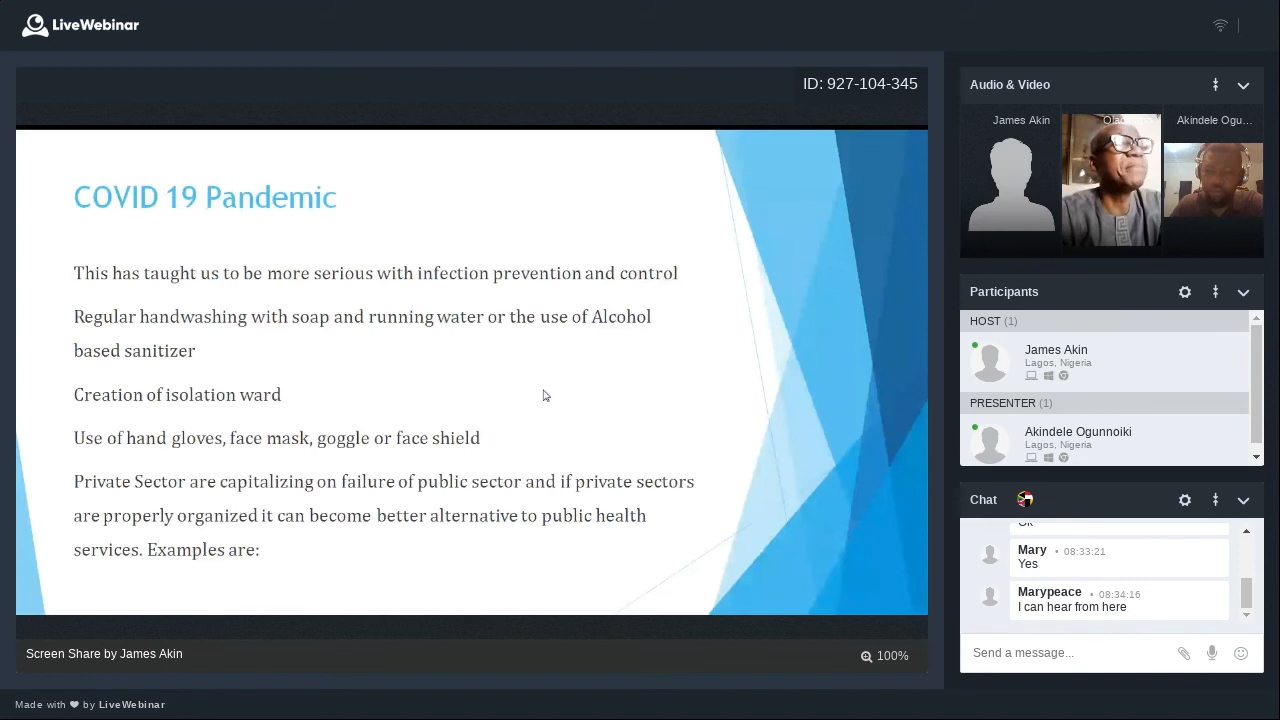 LiveWebinar
ID: 927-104-345
COVID 19 Pandemic
This has taught us to be more serious with infection prevention and control
Regular handwashing with soap and running water or the use of Alcohol
based sanitizer
Creation of isolation ward
Use of hand gloves, face mask, goggle or face shield
Private Sector are capitalizing on failure of public sector and if private sectors
are properly organized it can become better alternative to public health
services. Examples are:
Screen Share by James Akin
100%
Audio & Video
James Akin
Akindele Ogu...
Participants
HOST (1)
James Akin
Lagos, Nigeria
PRESENTER (1)
Akindele Ogunnoiki
Lagos, Nigeria
Chat
Ok
Mary • 08:33:21
Yes
Marypeace • 08:34:16
I can hear from here
Send a message...
Made with ❤ by LiveWebinar